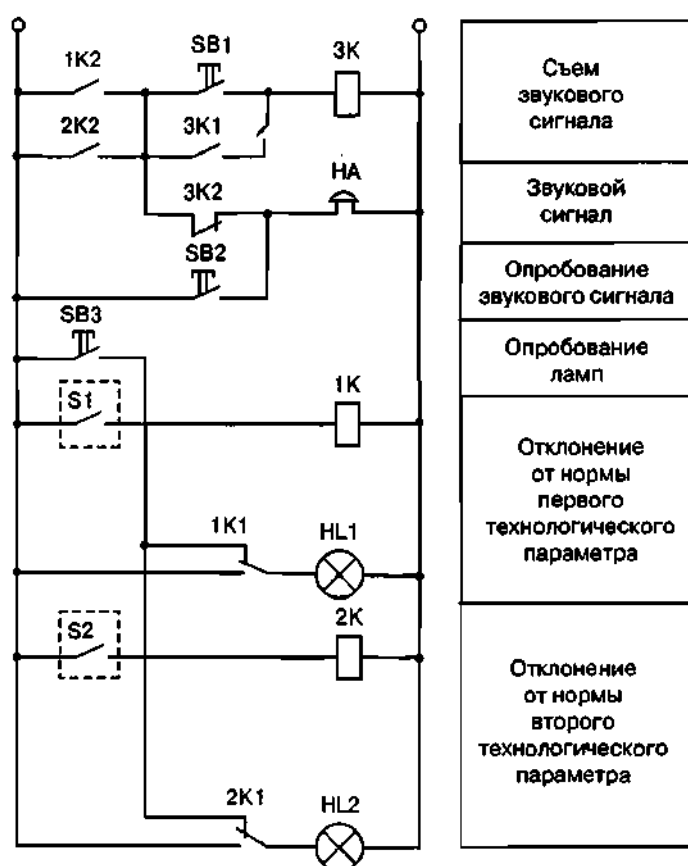 1K2
SB1
3K
2K2
3K1
3K2
HA
SB2
SB3
S1
1K
1K1
HL1
S2
2K
2K1
HL2
Съем
звукового
сигнала
Звуковой
сигнал
Опробование
звукового сигнала
Опробование
ламп
Отклонение
от нормы
первого
технологического
параметра
Отклонение
от нормы
второго
технологического
параметра